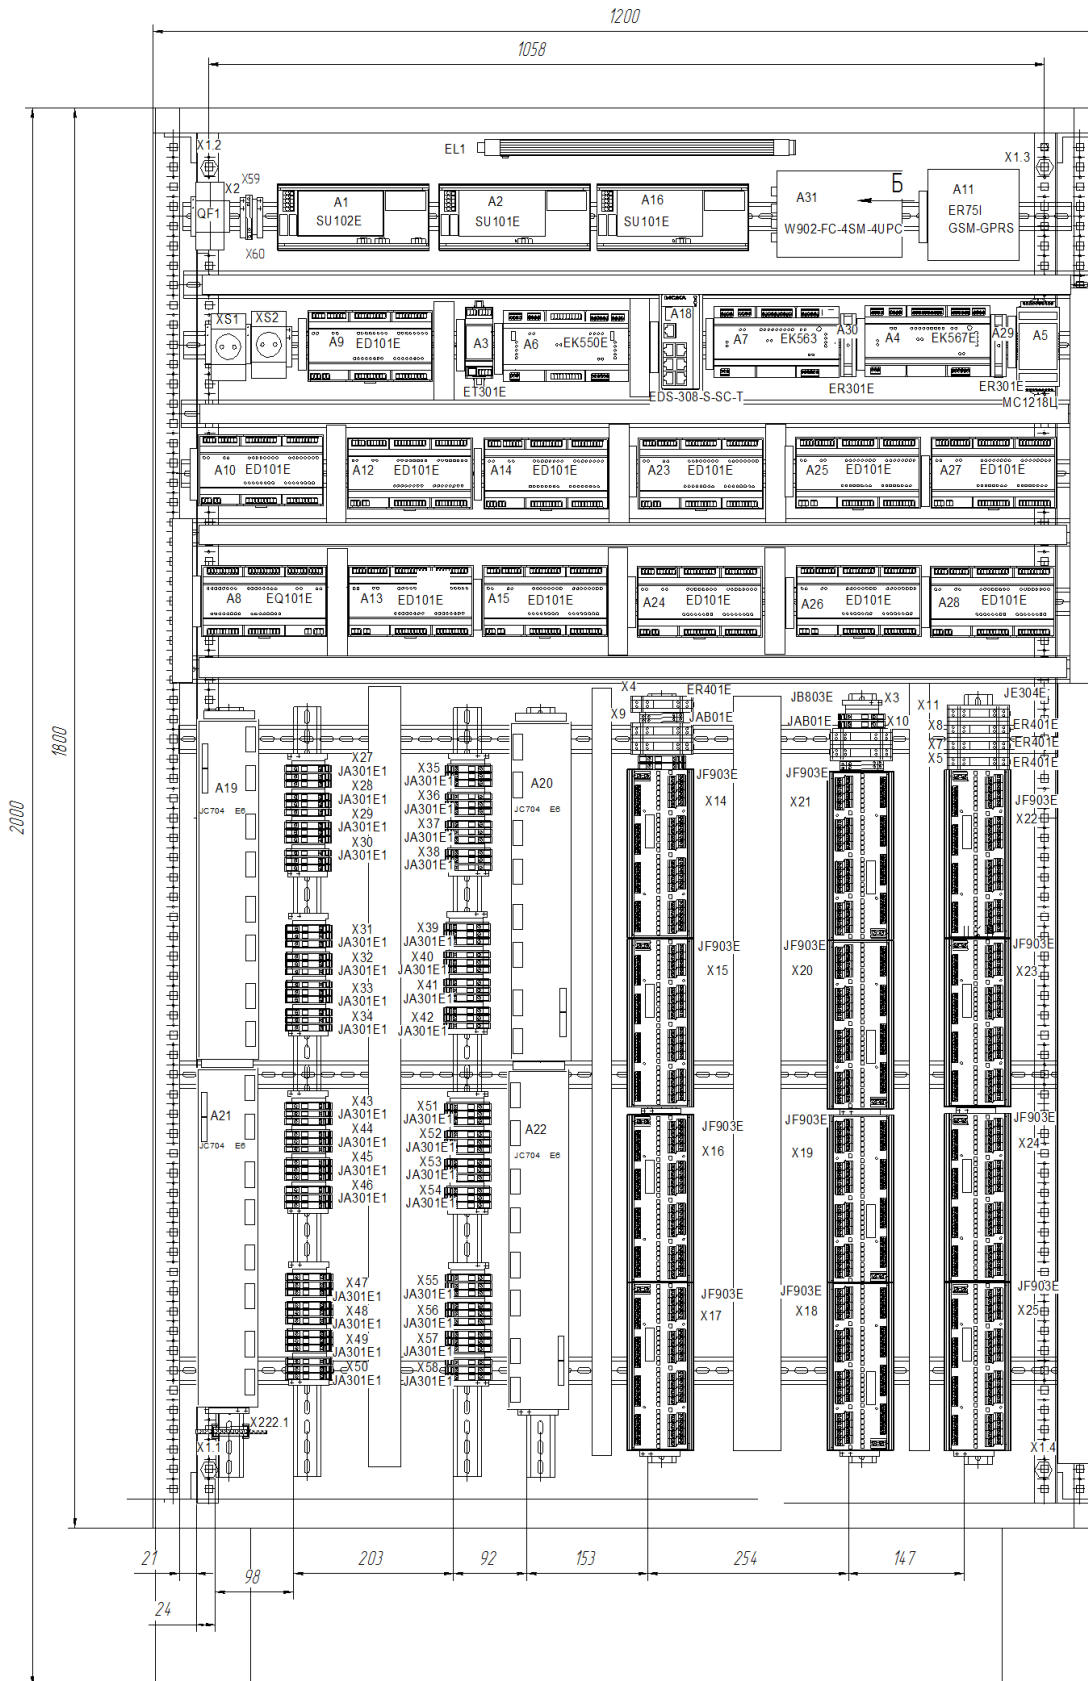 1200
1058
EL1
X1.2
X1.3
X2
X59
QF1
X60
A1
SU102E
A2
SU101E
A16
SU101E
A31
W902-FC-4SM-4UPC
Б
A11
ER75I
GSM-GPRS
XS1
XS2
A9
ED101E
A3
ET301E
A6
EK550E
MOXA
A18
EDS-308-S-SC-T
A7
EK563
A30
ER301E
A4
EK567E
A29
ER301E
A5
MC1218L
A10
ED101E
A12
ED101E
A14
ED101E
A23
ED101E
A25
ED101E
A27
ED101E
A8
EQ101E
A13
ED101E
A15
ED101E
A24
ED101E
A26
ED101E
A28
ED101E
1800
2000
A19
JC704 E6
X27
JA301E1
X28
JA301E1
X29
JA301E1
X30
JA301E1
X31
JA301E1
X32
JA301E1
X33
JA301E1
X34
JA301E1
X35
JA301E1
X36
JA301E1
X37
JA301E1
X38
JA301E1
X39
JA301E1
X40
JA301E1
X41
JA301E1
X42
JA301E1
A20
JC704 E6
A21
JC704 E6
X43
JA301E1
X44
JA301E1
X45
JA301E1
X46
JA301E1
X47
JA301E1
X48
JA301E1
X49
JA301E1
X50
JA301E1
X51
JA301E1
X52
JA301E1
X53
JA301E1
X54
JA301E1
X55
JA301E1
X56
JA301E1
X57
JA301E1
X58
JA301E1
A22
JC704 E6
X4
ER401E
X9
JAB01E
JF903E
X14
JF903E
X15
JF903E
X16
JF903E
X17
JB803E
X3
JAB01E
X10
JF903E
X21
JF903E
X20
JF903E
X19
JF903E
X18
X11
JE304E
X8
ER401E
X7
ER401E
X5
ER401E
JF903E
X22
JF903E
X23
JF903E
X24
JF903E
X25
X222.1
X1.1
X1.4
21
98
24
203
92
153
254
147